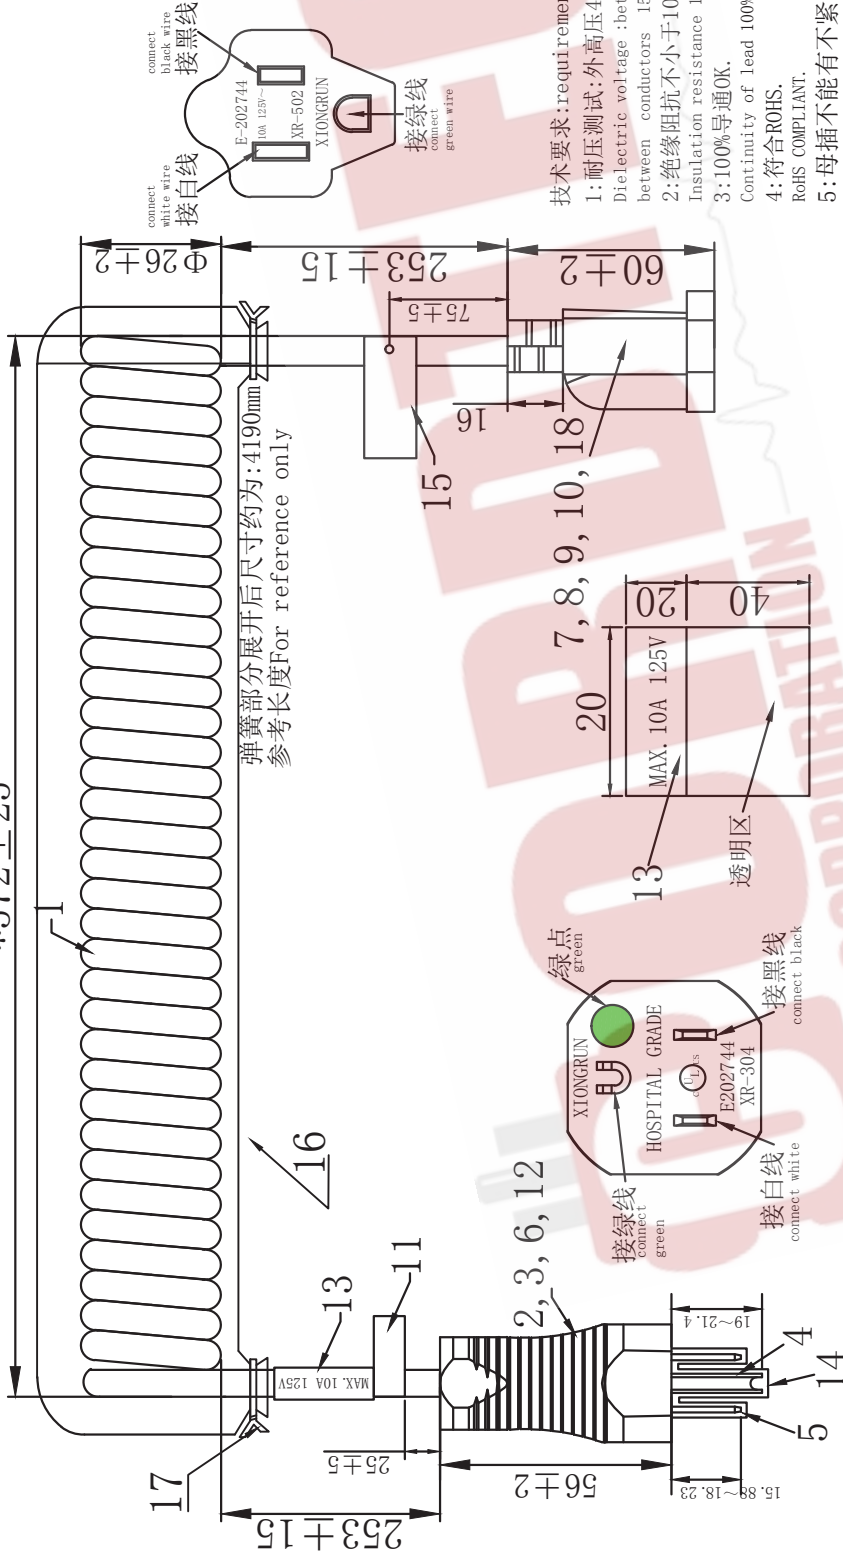 connect
black wire
接黑线
connect
white wire
接白线
E-202744
10A 125V~
XR-502
XIONGRUN
接绿线
connect
green wire
技术要求:requiremen
1:耐压测试:外高压4
Dielectric voltage :bet
between conductors 15
2:绝缘阻抗不小于10
Insulation resistance 1
3:100%导通OK.
Continuity of lead 100%
4:符合ROHS.
RoHS COMPLIANT.
5:母插不能有不紧
Φ26±2
253±15
60±2
75±5
16
15
7, 8, 9, 10, 18
1
弹簧部分展开后尺寸约为:4190mm
参考长度For reference only
16
17
13
MAX. 10A 125V
11
25±5
253±15
56±2
2, 3, 6, 12
19~21.4
15.88~18.23
4
14
5
20
20
40
MAX. 10A 125V
13
透明区
绿点
green
XIONGRUN
HOSPITAL GRADE
c UL us
E202744
XR-304
接绿线
connect
green
接白线
connect white
接黑线
connect black
CORPORATION